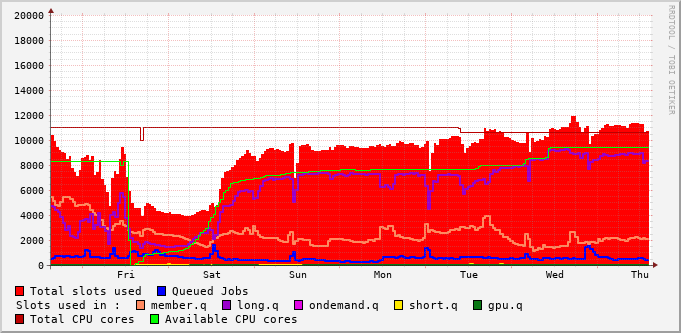 20000
18000
16000
14000
12000
10000
8000
6000
4000
2000
0
Fri Sat Sun Mon Tue Wed Thu
RRDTOOL / TOBI OETIKER
Total slots used Queued Jobs
Slots used in : member.q long.q ondemand.q short.q gpu.q
Total CPU cores Available CPU cores